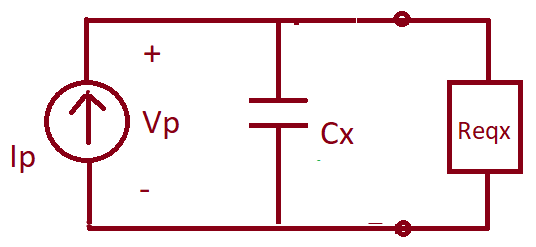 +
Vp
Ip
-
Cx
Reqx